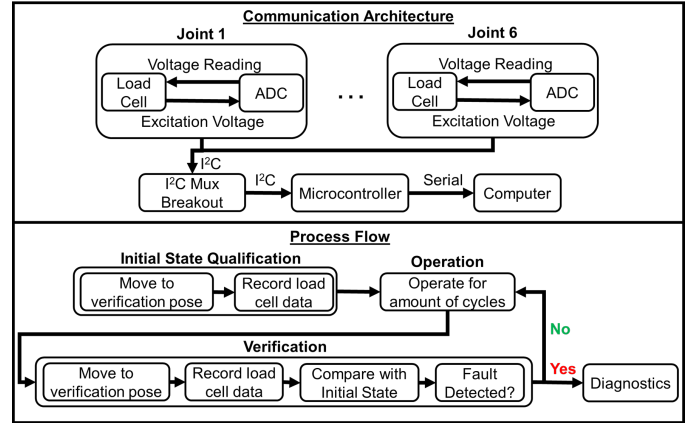 Communication Architecture
Joint 1
Joint 6
Voltage Reading
Load
Cell
ADC
Excitation Voltage
...
Voltage Reading
Load
Cell
ADC
Excitation Voltage
I²C
I²C Mux
Breakout
I²C
Microcontroller
Serial
Computer
Process Flow
Initial State Qualification
Move to
verification pose
Record load
cell data
Operation
Operate for
amount of cycles
No
Verification
Move to
verification pose
Record load
cell data
Compare with
Initial State
Fault
Detected?
Yes
Diagnostics